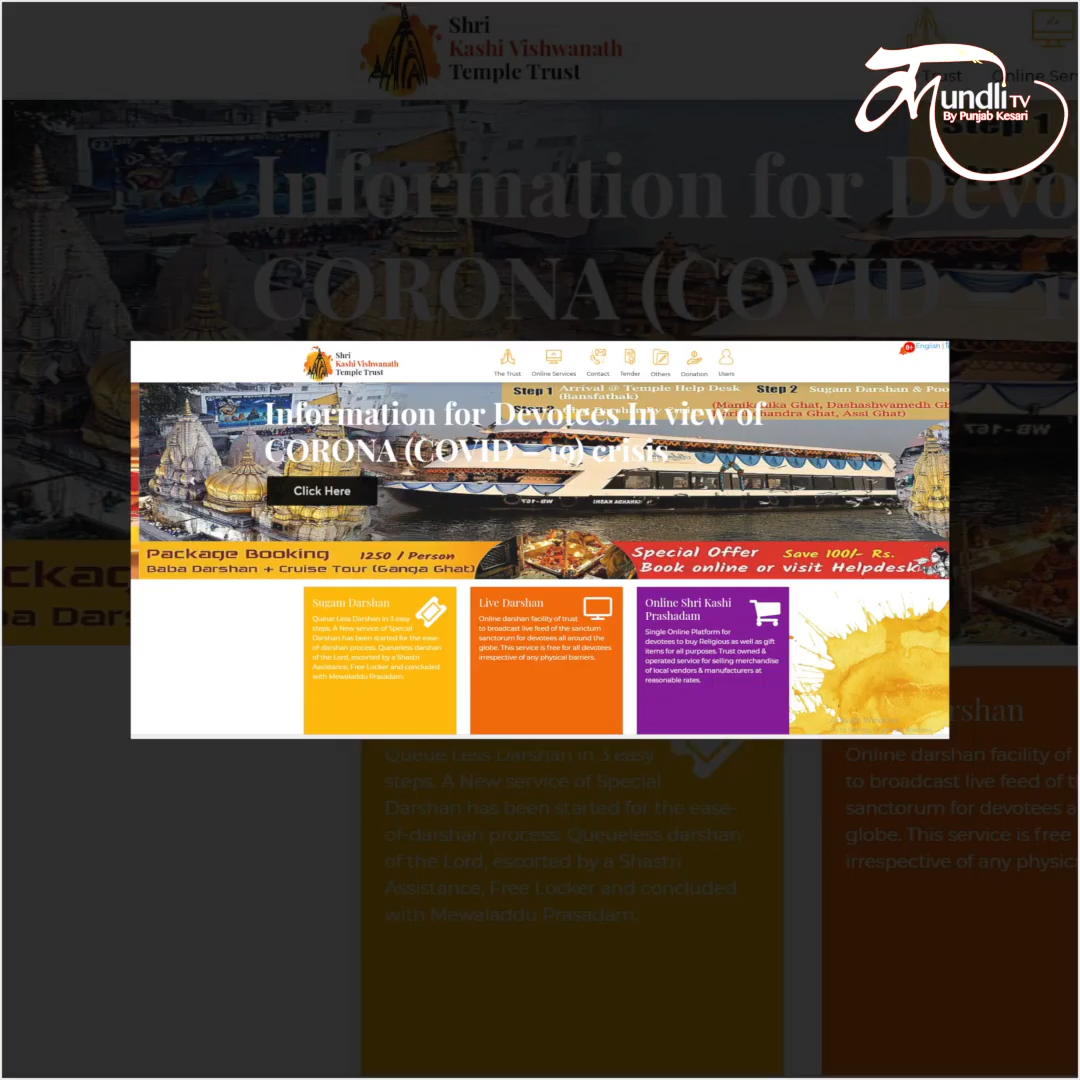 Shri
Kashi Vishwanath
Temple Trust
Trust
Online Ser
Step 1
undli TV
By Punjab Kesari
Information for Devo
CORONA (COVID – 19
Shri
Kashi Vishwanath
Temple Trust
The Trust
Online Services
Contact
Tender
Others
Donation
Users
English |
Step 1 Arrival @ Temple Help Desk
(Bansfathak)
Step 2 Sugam Darshan & Poo
Information for Devotees In view of
CORONA (COVID – 19) crisis
Click Here
Package Booking 1250 / Person
Baba Darshan + Cruise Tour (Ganga Ghat)
Special Offer Save 100/- Rs.
Book online or visit Helpdesk
WB-167
ckag
ba Dars
Sugam Darshan
Queue Less Darshan in 3 easy
steps. A New service of Special
Darshan has been started for the ease-
of-darshan process. Queueless darshan
of the Lord, escorted by a Shastri
Assistance, Free Locker and concluded
with Mewaladdu Prasadam.
Live Darshan
Online darshan facility of trust
to broadcast live feed of the sanctum
sanctorum for devotees all around the
globe. This service is free for all devotees
irrespective of any physical barriers.
Online Shri Kashi
Prashadam
Single Online Platform for
devotees to buy Religious as well as gift
items for all purposes. Trust owned &
operated service for selling merchandise
of local vendors & manufacturers at
reasonable rates.
rshan
Queue Less Darshan in 3 easy
steps. A New service of Special
Darshan has been started for the ease-
of-darshan process. Queueless darshan
of the Lord, escorted by a Shastri
Assistance, Free Locker and concluded
with Mewaladdu Prasadam.
Online darshan facility of
to broadcast live feed of t
sanctorum for devotees a
globe. This service is free
irrespective of any physic